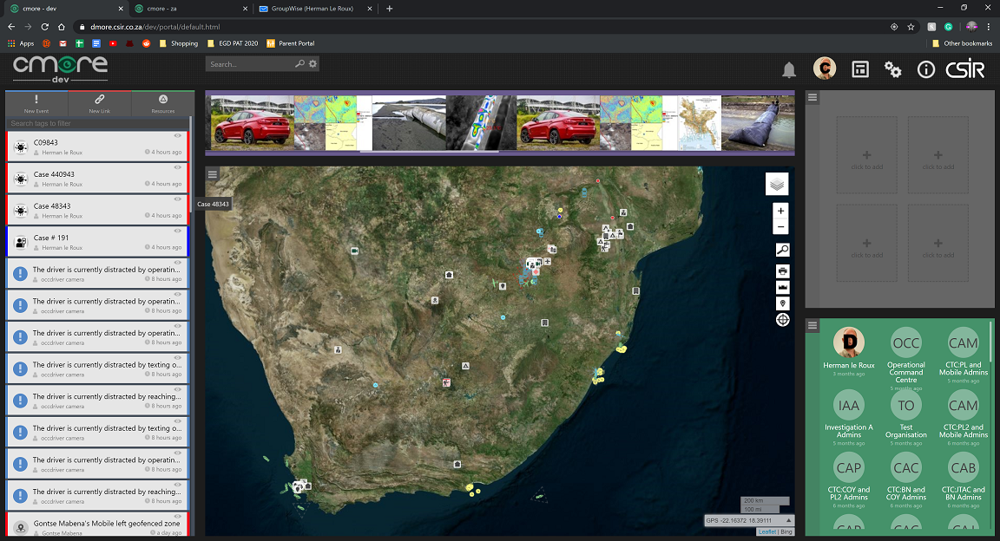 cmore - dev
cmore - za
GroupWise (Herman Le Roux)
dmore.csir.co.za/dev/portal/default.html
Apps
Shopping
EGD PAT 2020
Parent Portal
Other bookmarks
cmore
dev
Search...
CSIR
New Event
New Link
Resources
Search tags to filter
C09843
Herman le Roux
4 hours ago
Case 440943
Herman le Roux
4 hours ago
Case 48343
Herman le Roux
4 hours ago
Case # 191
Herman le Roux
4 hours ago
The driver is currently distracted by operatin...
occdriver camera
8 hours ago
The driver is currently distracted by operatin...
occdriver camera
8 hours ago
The driver is currently distracted by operatin...
occdriver camera
8 hours ago
The driver is currently distracted by texting o...
occdriver camera
8 hours ago
The driver is currently distracted by reaching...
occdriver camera
8 hours ago
The driver is currently distracted by texting o...
occdriver camera
8 hours ago
The driver is currently distracted by operatin...
occdriver camera
8 hours ago
The driver is currently distracted by reaching...
occdriver camera
8 hours ago
Gontse Mabena's Mobile left geofenced zone
Gontse Mabena
a day ago
Case 48343
200 km
100 mi
GPS -22.16372 18.39111
Leaflet | Bing
click to add
click to add
click to add
click to add
D
Herman le Roux
3 months ago
OCC
Operational
Command
Centre
5 months ago
CAM
CTC:PL and
Mobile Admins
5 months ago
IAA
Investigation A
Admins
5 months ago
TO
Test
Organisation
5 months ago
CAM
CTC:PL2 and
Mobile Admins
6 months ago
CAP
CTC:COY and
PL2 Admins
6 months ago
CAC
CTC:BN and
COY Admins
6 months ago
CAB
CTC:JTAC and
BN Admins
6 months ago